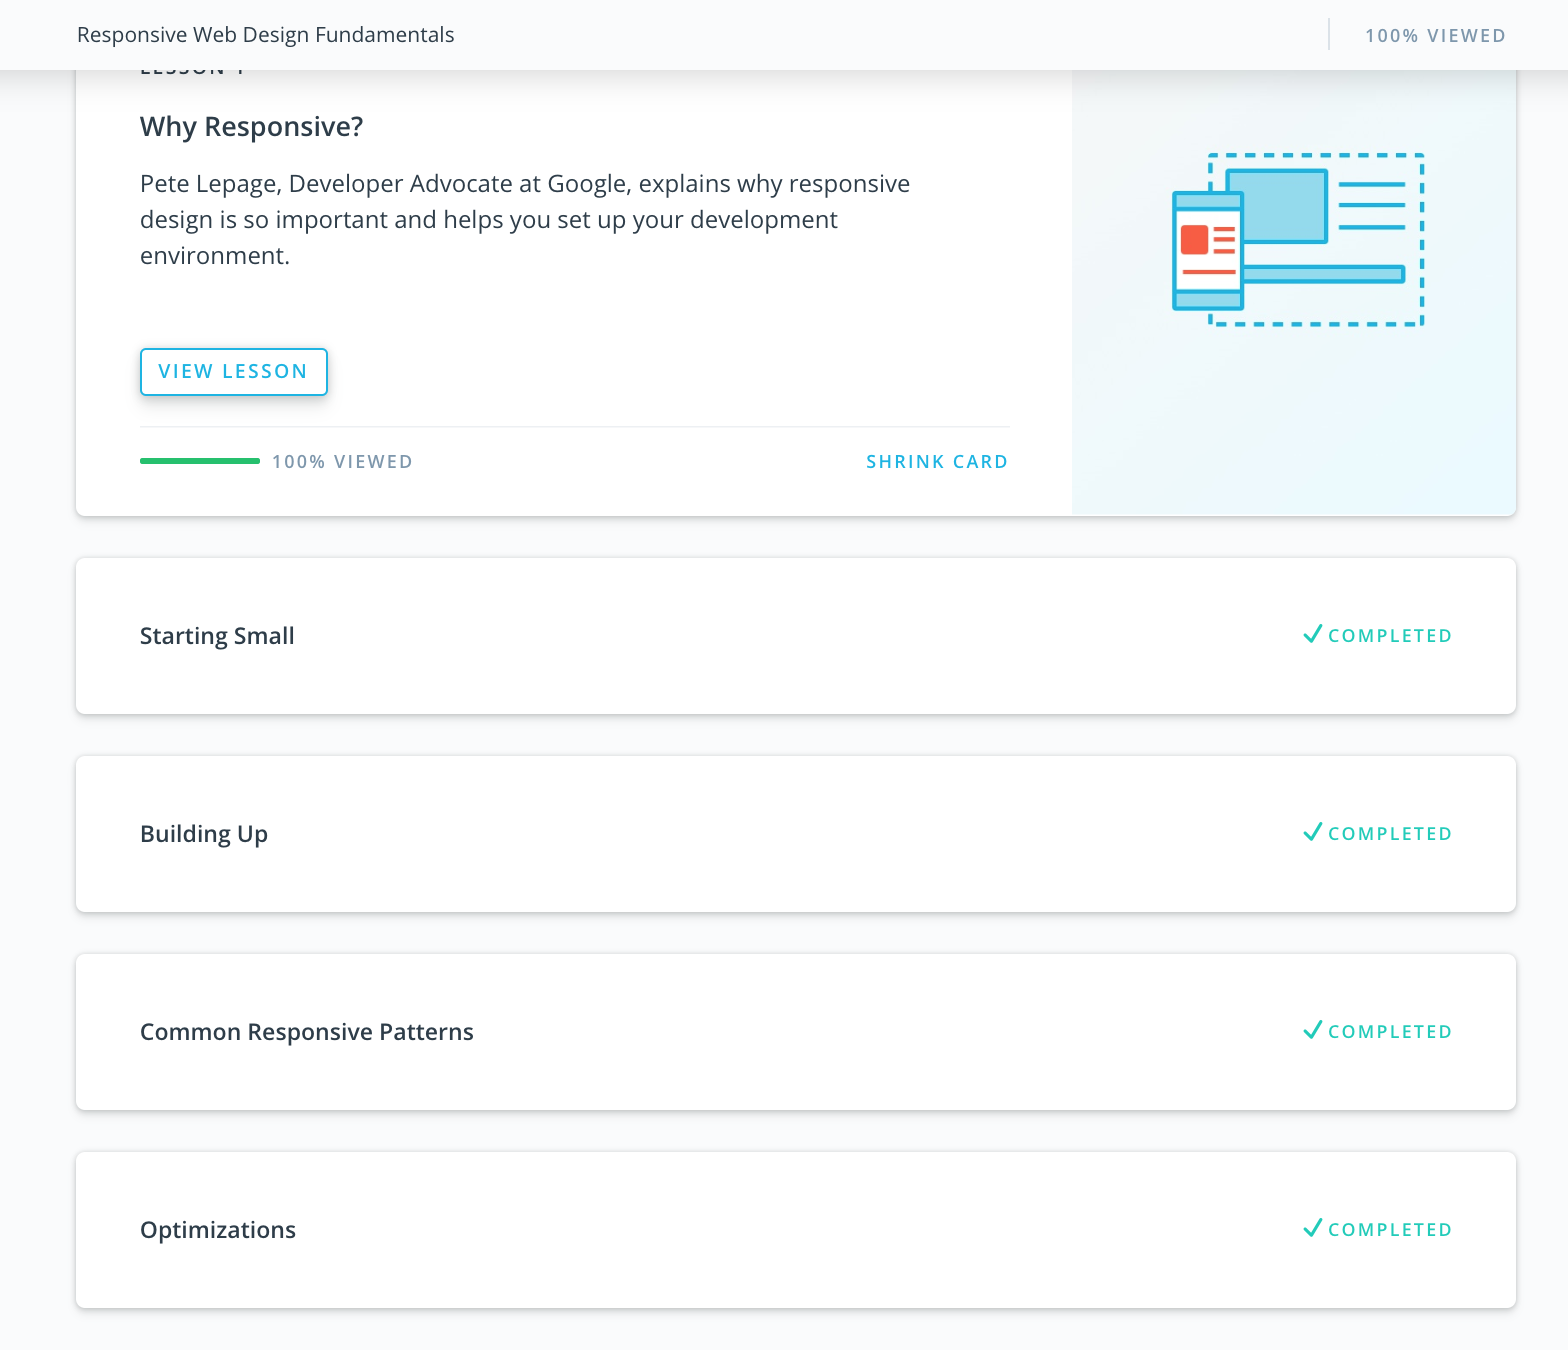 Responsive Web Design Fundamentals
100% VIEWED
LESSON 1
Why Responsive?
Pete Lepage, Developer Advocate at Google, explains why responsive
design is so important and helps you set up your development
environment.
VIEW LESSON
100% VIEWED
SHRINK CARD
Starting Small
COMPLETED
Building Up
COMPLETED
Common Responsive Patterns
COMPLETED
Optimizations
COMPLETED